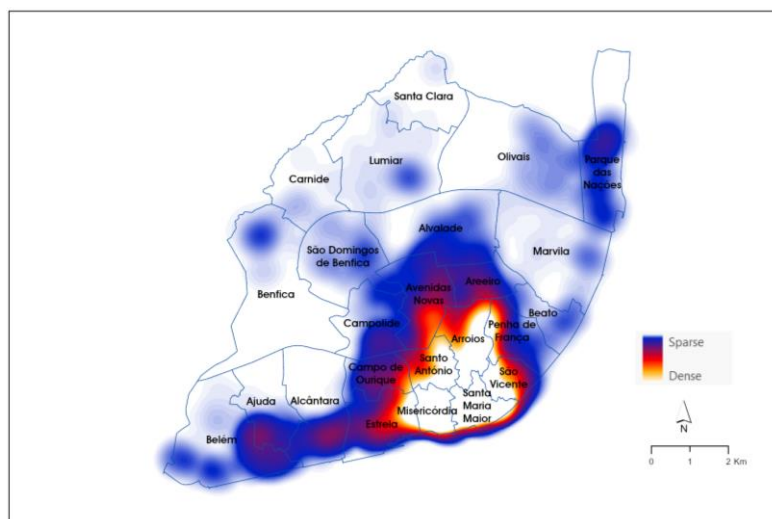 Santa Clara
Lumiar
Olivais
Carnide
Parque
das
Nações
Alvalade
São Domingos
de Benfica
Marvila
Benfica
Avenidas
Novas
Areeiro
Campolide
Beato
Arroios
Penha de
França
Santo
António
Campo de
Ourique
São
Vicente
Ajuda
Alcântara
Misericórdia
Santa
Maria
Maior
Estrela
Belém
Sparse
Dense
N
0 1 2 Km